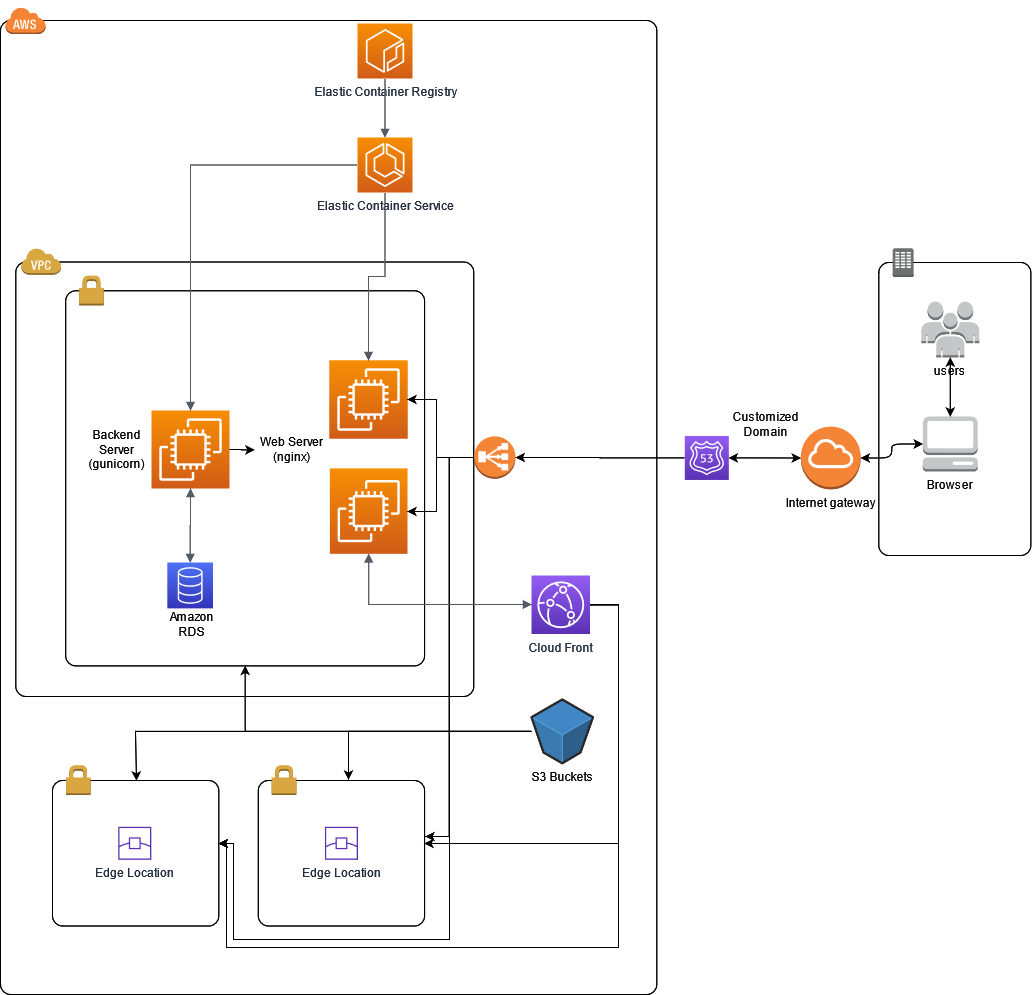 AWS
Elastic Container Registry
Elastic Container Service
VPC
Backend
Server
(gunicorn)
Web Server
(nginx)
Amazon
RDS
Cloud Front
S3 Buckets
Edge Location
Edge Location
53
Customized
Domain
Internet gateway
users
Browser